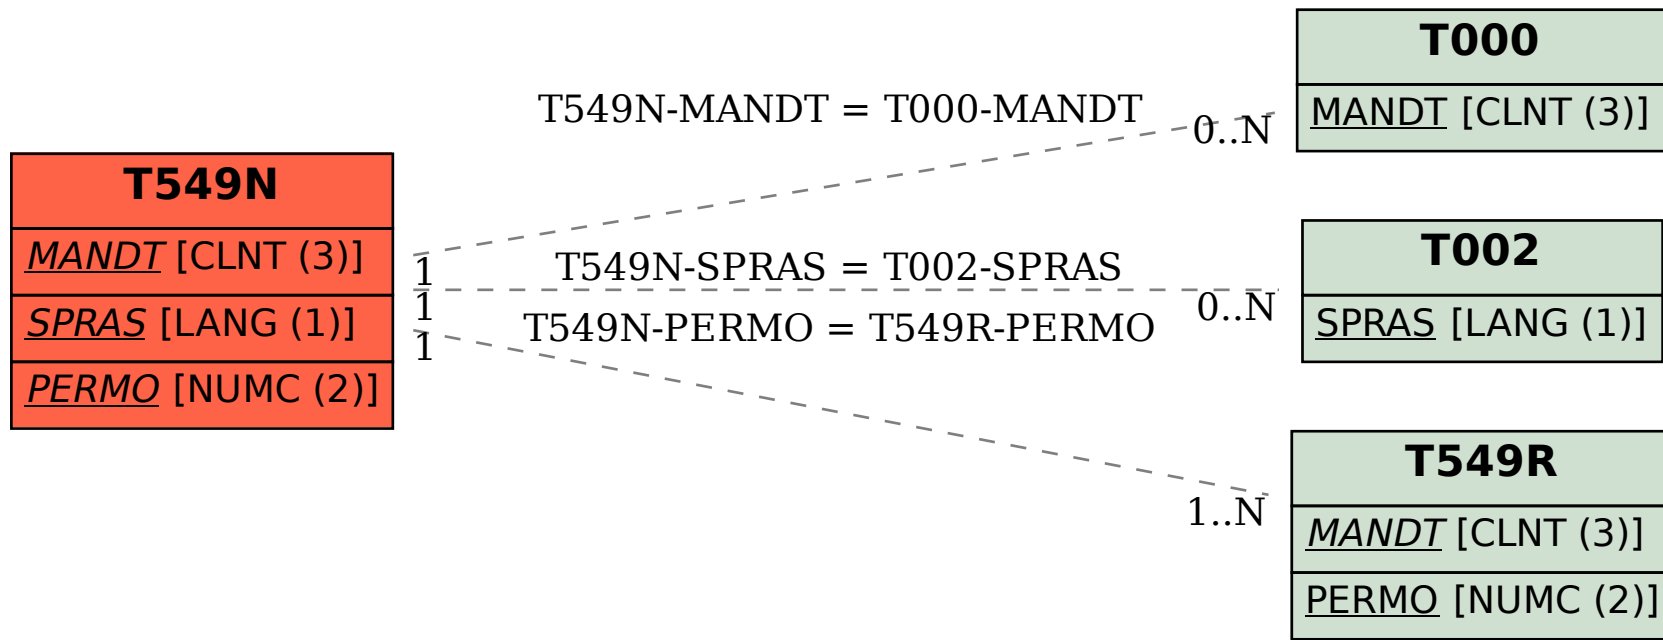 T549N
MANDT [CLNT (3)]
SPRAS [LANG (1)]
PERMO [NUMC (2)]
T549N-MANDT = T000-MANDT
1
0..N
T549N-SPRAS = T002-SPRAS
1
0..N
T549N-PERMO = T549R-PERMO
1
1..N
T000
MANDT [CLNT (3)]
T002
SPRAS [LANG (1)]
T549R
MANDT [CLNT (3)]
PERMO [NUMC (2)]